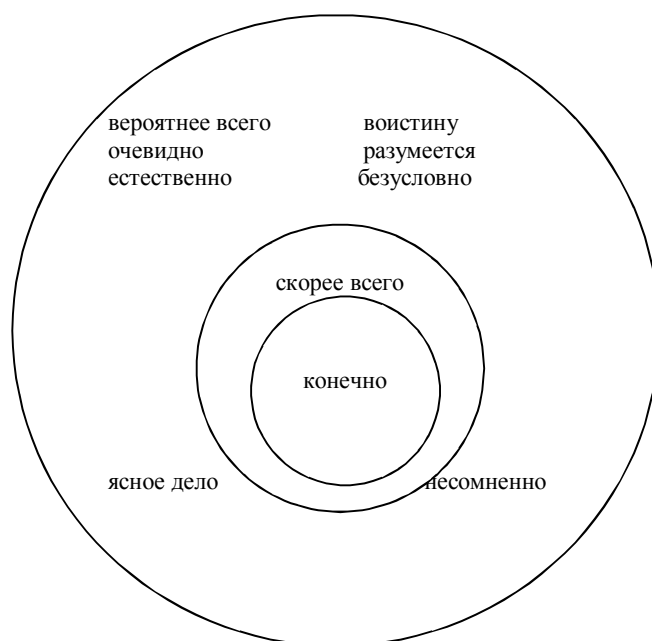 вероятнее всего воистину
очевидно разумеется
естественно безусловно
скорее всего
конечно
ясное дело несомненно